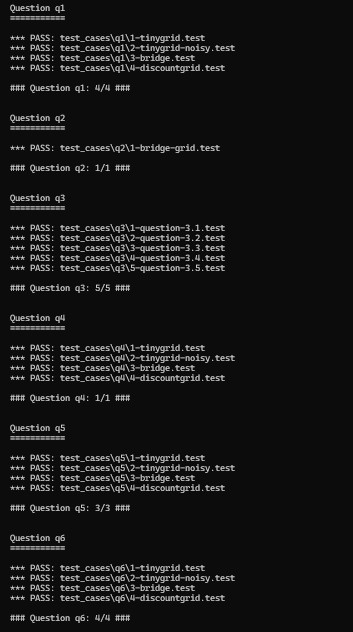 Question q1
===========
*** PASS: test_cases\q1\1-tinygrid.test
*** PASS: test_cases\q1\2-tinygrid-noisy.test
*** PASS: test_cases\q1\3-bridge.test
*** PASS: test_cases\q1\4-discountgrid.test
### Question q1: 4/4 ###
Question q2
===========
*** PASS: test_cases\q2\1-bridge-grid.test
### Question q2: 1/1 ###
Question q3
===========
*** PASS: test_cases\q3\1-question-3.1.test
*** PASS: test_cases\q3\2-question-3.2.test
*** PASS: test_cases\q3\3-question-3.3.test
*** PASS: test_cases\q3\4-question-3.4.test
*** PASS: test_cases\q3\5-question-3.5.test
### Question q3: 5/5 ###
Question q4
===========
*** PASS: test_cases\q4\1-tinygrid.test
*** PASS: test_cases\q4\2-tinygrid-noisy.test
*** PASS: test_cases\q4\3-bridge.test
*** PASS: test_cases\q4\4-discountgrid.test
### Question q4: 1/1 ###
Question q5
===========
*** PASS: test_cases\q5\1-tinygrid.test
*** PASS: test_cases\q5\2-tinygrid-noisy.test
*** PASS: test_cases\q5\3-bridge.test
*** PASS: test_cases\q5\4-discountgrid.test
### Question q5: 3/3 ###
Question q6
===========
*** PASS: test_cases\q6\1-tinygrid.test
*** PASS: test_cases\q6\2-tinygrid-noisy.test
*** PASS: test_cases\q6\3-bridge.test
*** PASS: test_cases\q6\4-discountgrid.test
### Question q6: 4/4 ###